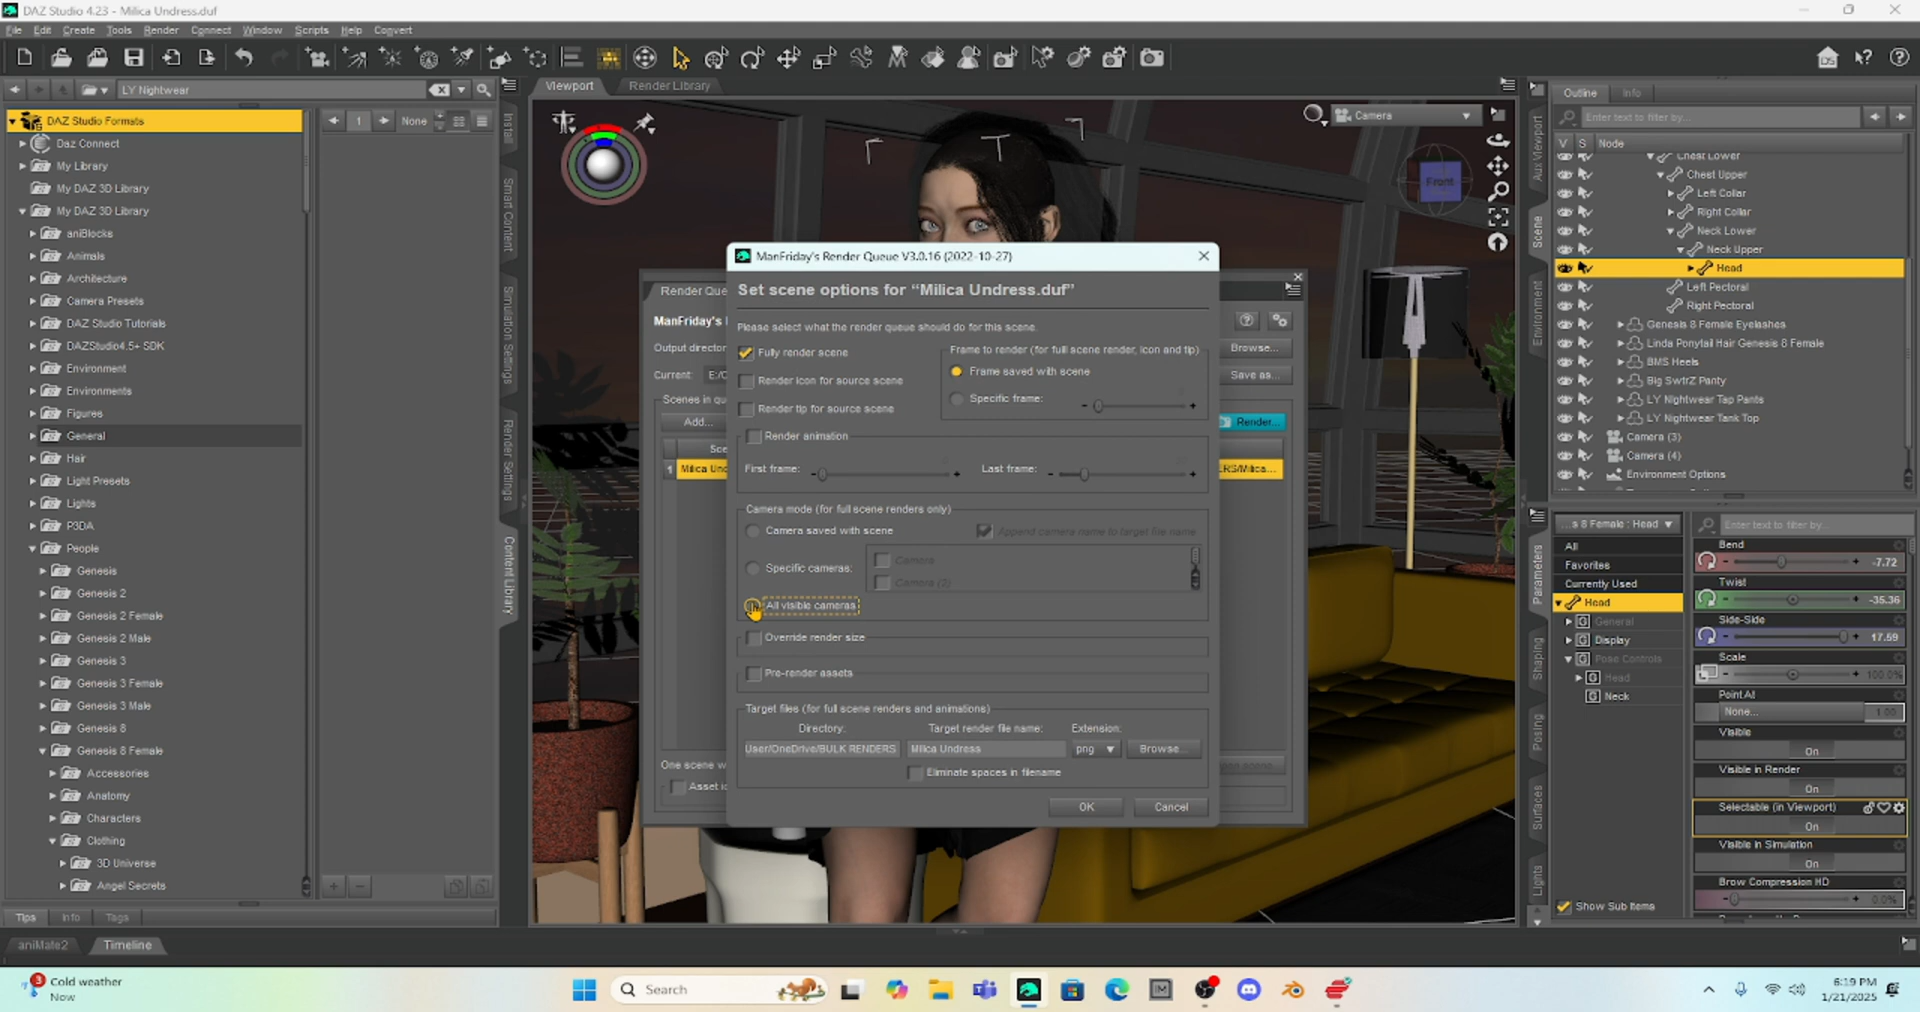 DAZ Studio 4.23 - Milica Undress.duf
File Edit Create Tools Render Connect Window Scripts Help Convert
LY Nightwear
DAZ Studio Formats
Daz Connect
My Library
My DAZ 3D Library
My DAZ 3D Library
aniBlocks
Animals
Architecture
Camera Presets
DAZ Studio Tutorials
DAZStudio4.5+ SDK
Environment
Environments
Figures
General
Hair
Light Presets
Lights
P3DA
People
Genesis
Genesis 2
Genesis 2 Female
Genesis 2 Male
Genesis 3
Genesis 3 Female
Genesis 3 Male
Genesis 8
Genesis 8 Female
Accessories
Anatomy
Characters
Clothing
3D Universe
Angel Secrets
1 None
Install
Smart Content
Simulation Settings
Render Settings
Content Library
Tips Info Tags
aniMate2 Timeline
Viewport Render Library
Camera
Front
Render Que
ManFriday's
Output director
Current: E:/C
Scenes in qu
Add...
Sce
1 Milica Und
One scene w
Asset ic
Browse...
Save as...
Render...
ERS/Milica...
ManFriday's Render Queue V3.0.16 (2022-10-27)
Set scene options for “Milica Undress.duf”
Please select what the render queue should do for this scene.
Fully render scene
Render icon for source scene
Render tip for source scene
Frame to render (for full scene render, icon and tip)
Frame saved with scene
Specific frame:
Render animation
First frame: Last frame:
Camera mode (for full scene renders only)
Camera saved with scene
Append camera name to target file name
Specific cameras:
Camera
Camera (2)
All visible cameras
Override render size
Pre-render assets
Target files (for full scene renders and animations)
Directory: Target render file name: Extension:
User/OneDrive/BULK RENDERS Milica Undress png Browse...
Eliminate spaces in filename
OK Cancel
Aux Viewport
Scene
Environment
Outline Info
Enter text to filter by...
V S Node
Chest Lower
Chest Upper
Left Collar
Right Collar
Neck Lower
Neck Upper
Head
Left Pectoral
Right Pectoral
Genesis 8 Female Eyelashes
Linda Ponytail Hair Genesis 8 Female
BMS Heels
Big SwtrZ Panty
LY Nightwear Tap Pants
LY Nightwear Tank Top
Camera (3)
Camera (4)
Environment Options
Parameters
Shaping
Posing
Surfaces
Lights
...s 8 Female : Head
All
Favorites
Currently Used
Head
General
Display
Pose Controls
Head
Neck
Show Sub Items
Enter text to filter by...
Bend
-7.72
Twist
-35.36
Side-Side
17.59
Scale
100.0%
Point At
None... 1.00
Visible
On
Visible in Render
On
Selectable (in Viewport)
On
Visible in Simulation
On
Brow Compression HD
0.0%
3
Cold weather
Now
Search
6:19 PM
1/21/2025